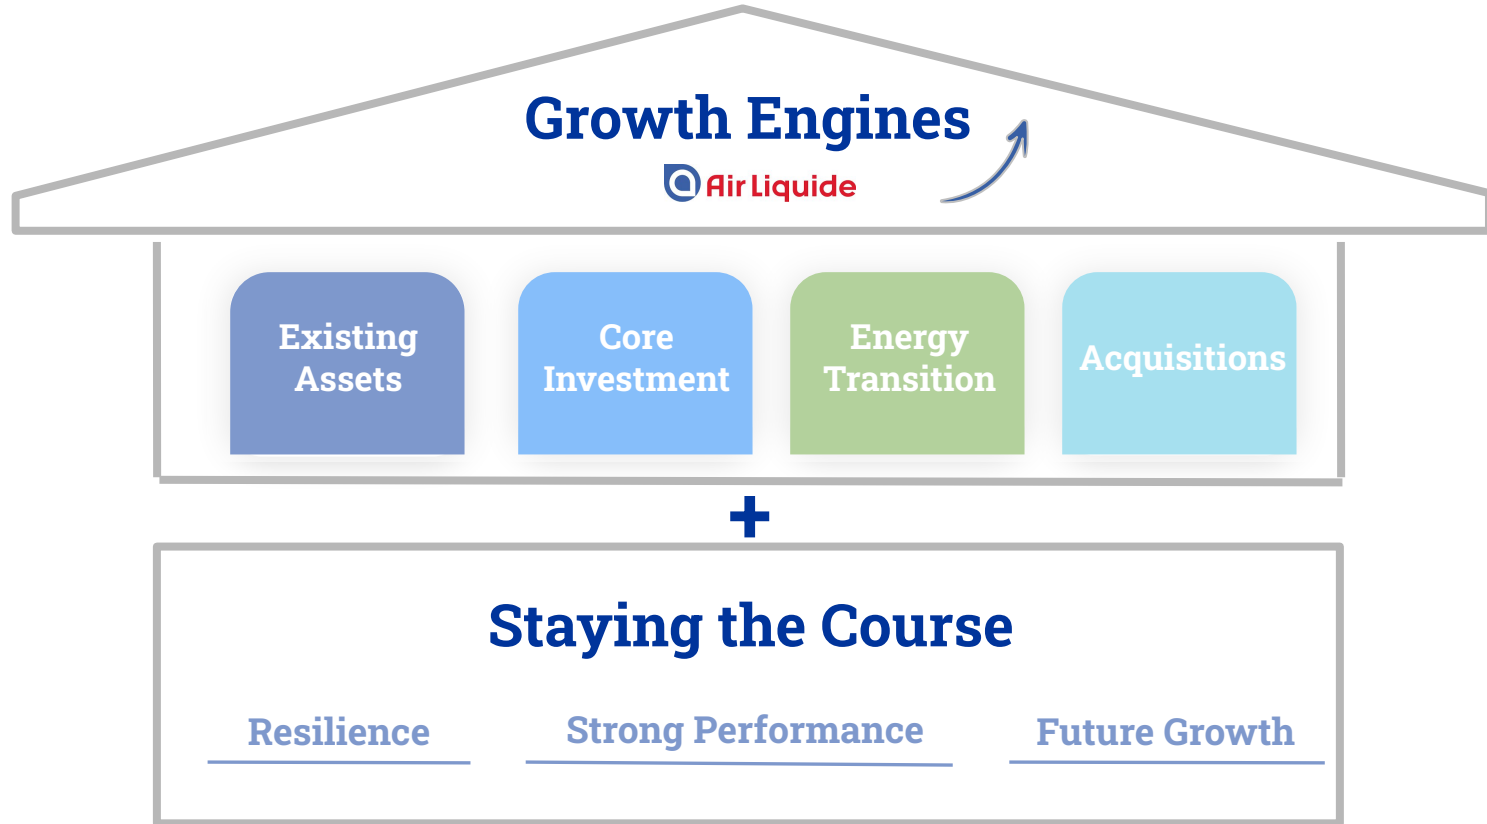 Growth Engines
Air Liquide
Existing
Assets
Core
Investment
Energy
Transition
Acquisitions
+
Staying the Course
Resilience
Strong Performance
Future Growth